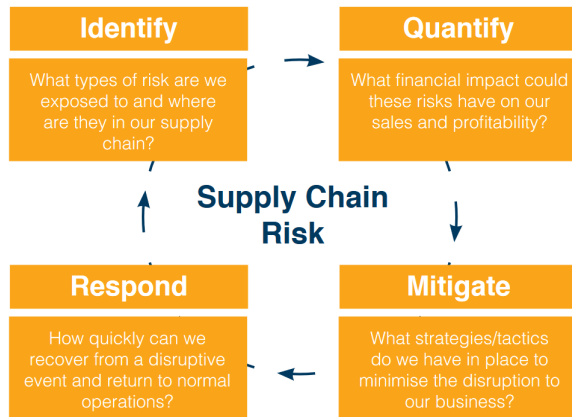 Identify
What types of risk are we
exposed to and where
are they in our supply
chain?
Quantify
What financial impact could
these risks have on our
sales and profitability?
Supply Chain
Risk
Respond
How quickly can we
recover from a disruptive
event and return to normal
operations?
Mitigate
What strategies/tactics
do we have in place to
minimise the disruption to
our business?